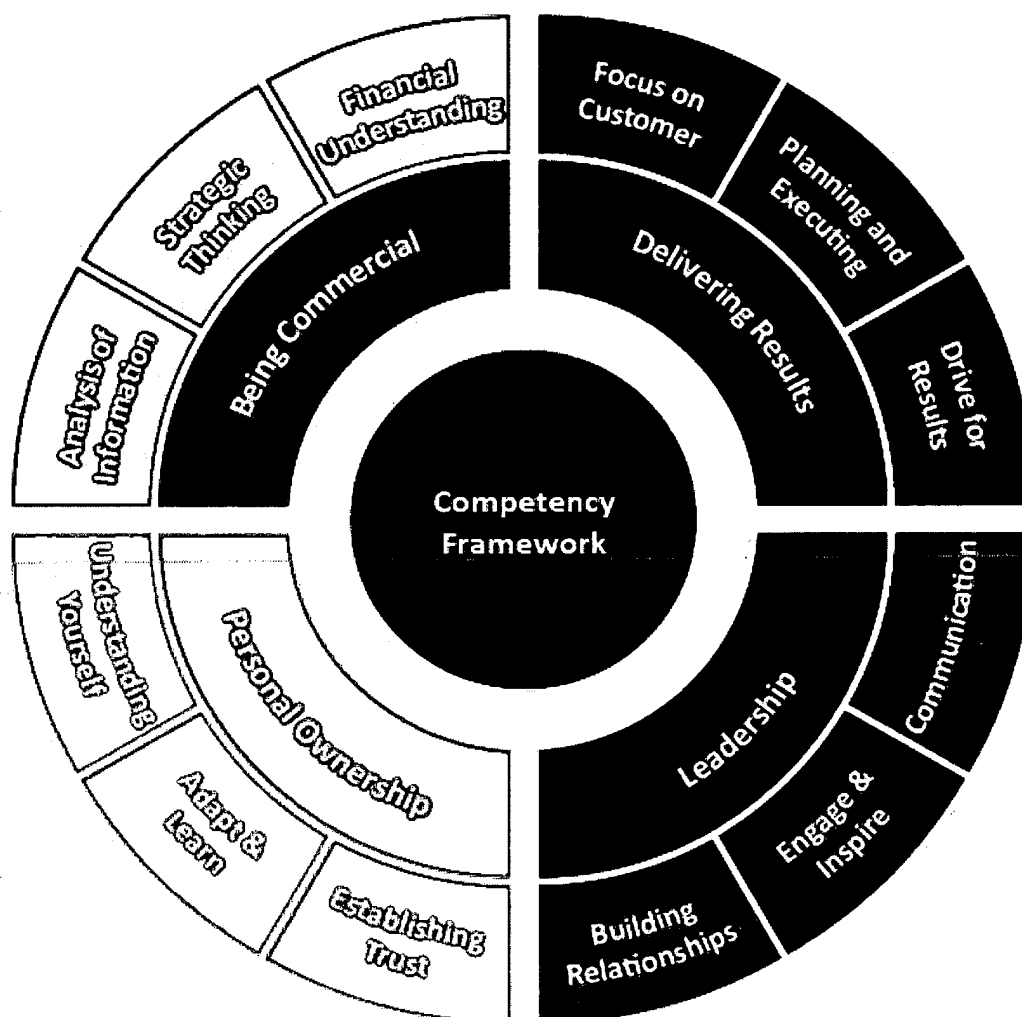 Financial
Understanding
Focus on
Customer
Strategic
Thinking
Planning and
Executing
Being Commercial
Delivering Results
Analysis of
Information
Drive for
Results
Competency
Framework
Understanding
Yourself
Personal Ownership
Leadership
Communication
Adapt &
Learn
Engage &
Inspire
Establishing
Trust
Building
Relationships